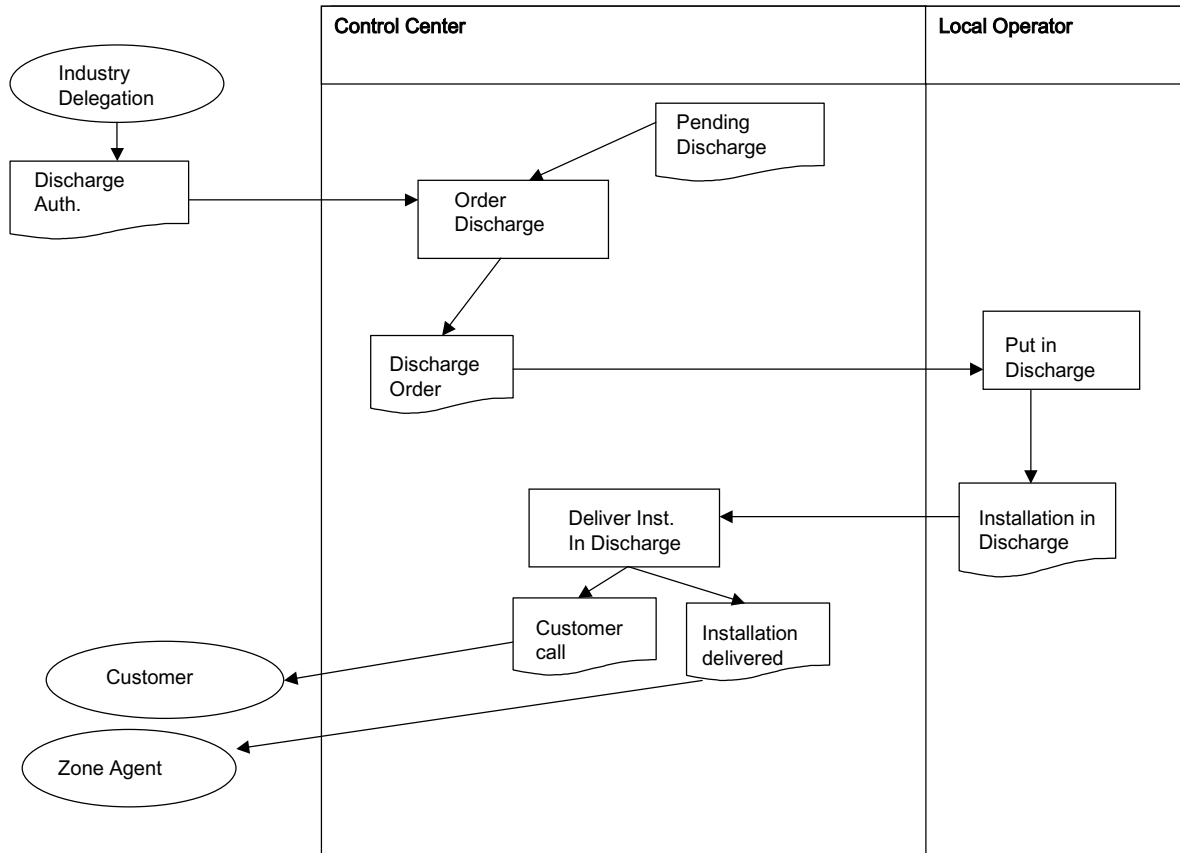 Control Center
Local Operator
Industry
Delegation
Pending
Discharge
Discharge
Auth.
Order
Discharge
Discharge
Order
Put in
Discharge
Deliver Inst.
In Discharge
Installation in
Discharge
Customer
call
Installation
delivered
Customer
Zone Agent